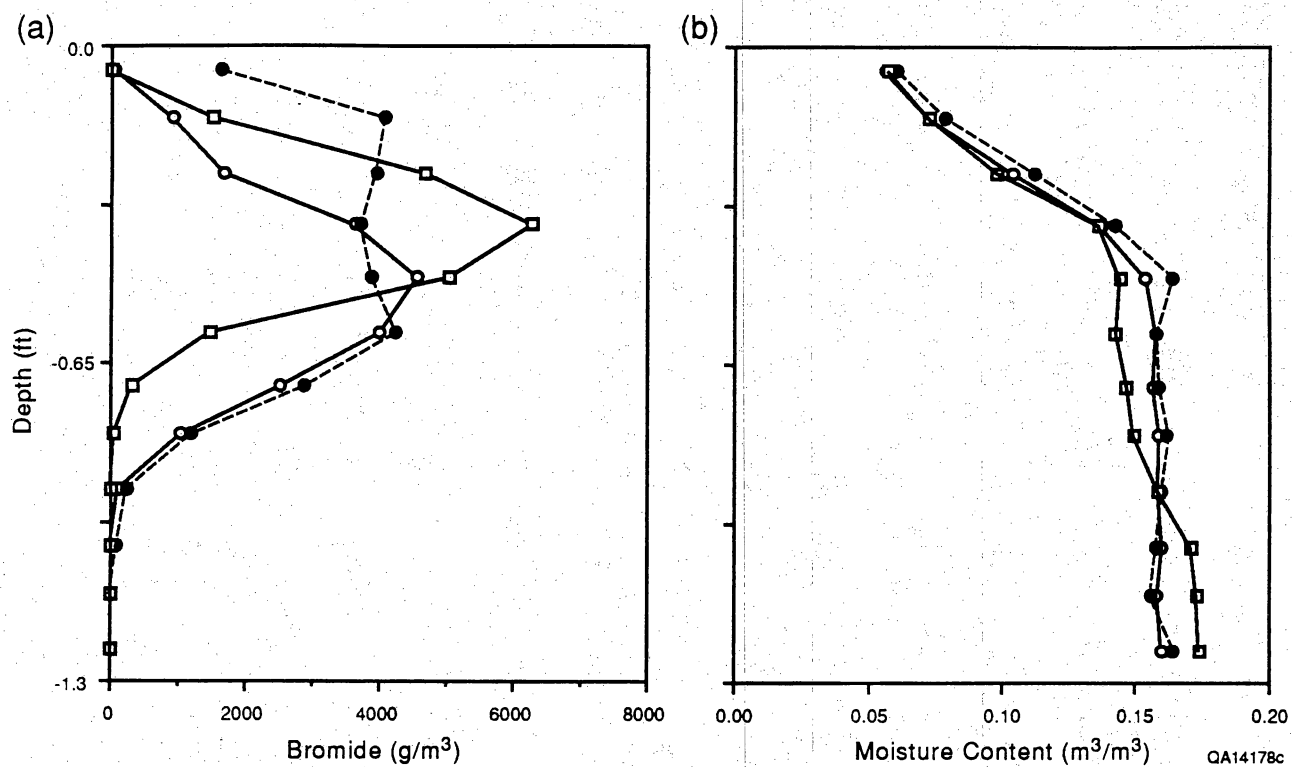 (a)
0.0
-0.65
-1.3
Depth (ft)
0 2000 4000 6000 8000
Bromide (g/m³)
(b)
0.00 0.05 0.10 0.15 0.20
Moisture Content (m³/m³)
QA14178c